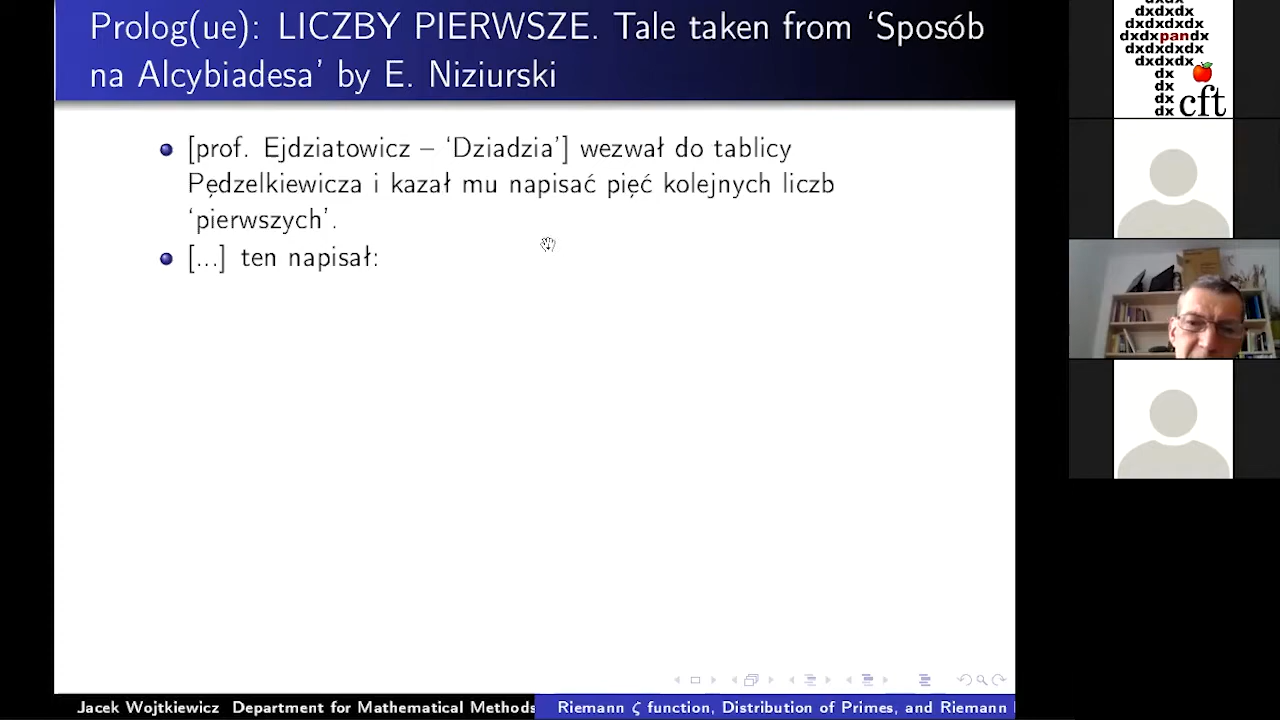 Prolog(ue): LICZBY PIERWSZE. Tale taken from ‘Sposób
na Alcybiadesa’ by E. Niziurski
[prof. Ejdziatowicz – ‘Dziadzia’] wezwał do tablicy
Pędzelkiewicza i kazał mu napisać pięć kolejnych liczb
‘pierwszych’.
[...] ten napisał:
Jacek Wojtkiewicz Department for Mathematical Methods
Riemann ζ function, Distribution of Primes, and Riemann
dxdxdx
dxdxdx
dxdxdxdx
dxdxpandx
dxdxdxdx
dxdxdx
dx
dx
dx
cft